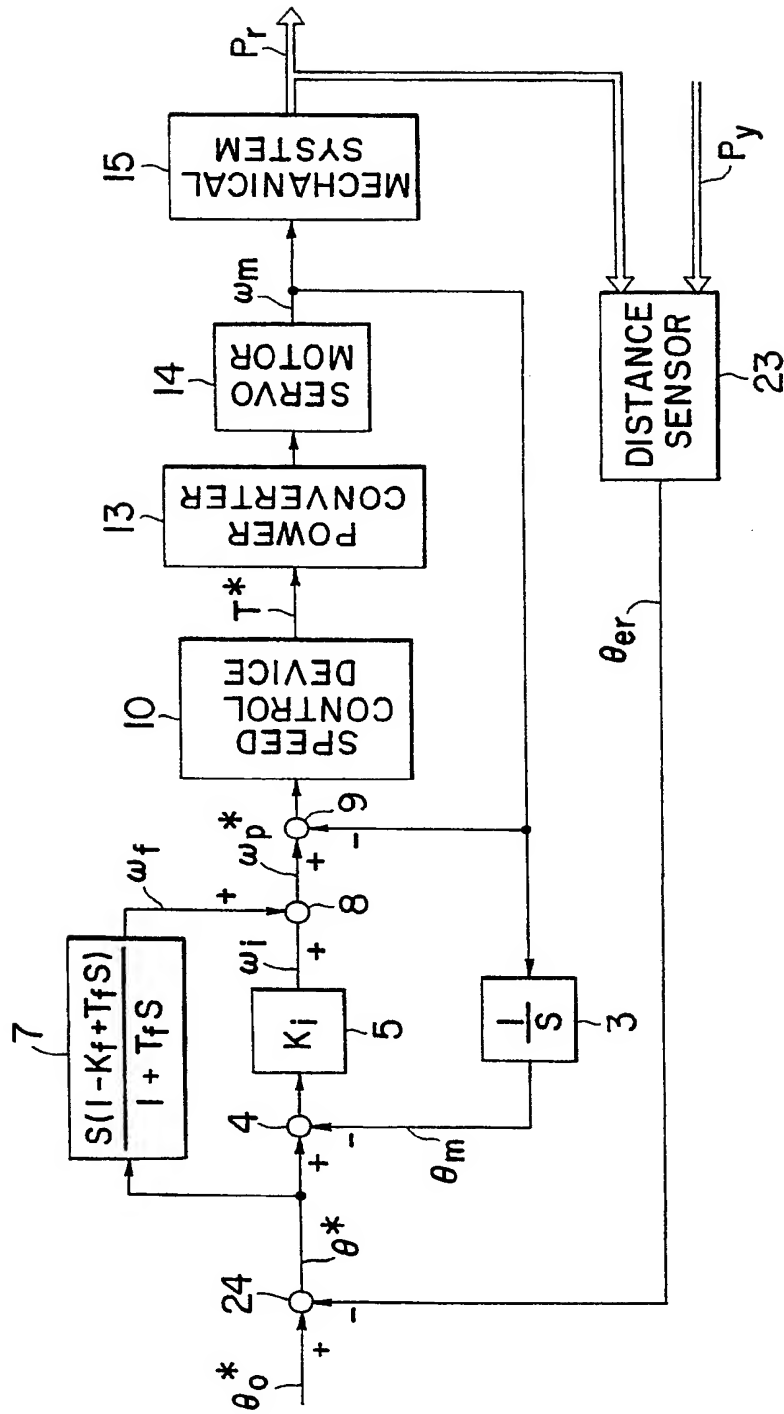 7
S(1-Kf+TfS)
1+TfS
ωf
+
θo*
+
24
-
θ*
+
4
-
θm
Ki
5
ωi
+
8
ωp*
+
9
-
10
SPEED
CONTROL
DEVICE
T*
13
POWER
CONVERTER
14
SERVO
MOTOR
ωm
15
MECHANICAL
SYSTEM
Pr
1
S
3
θer
DISTANCE
SENSOR
23
Py